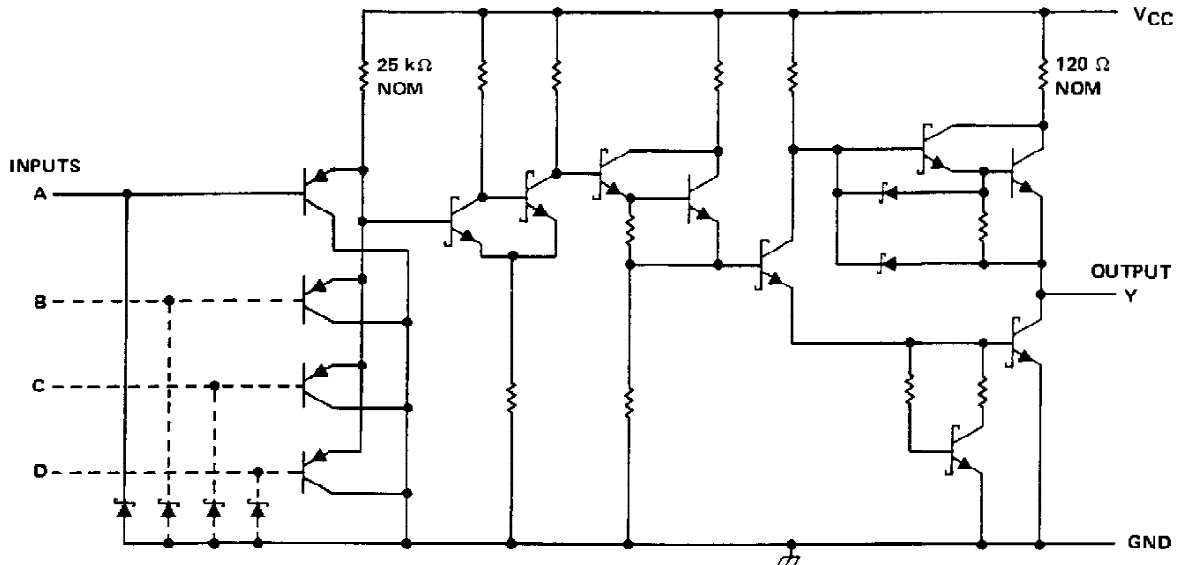 VCC
25 kΩ
NOM
120 Ω
NOM
INPUTS
A
B
OUTPUT
Y
C
D
GND